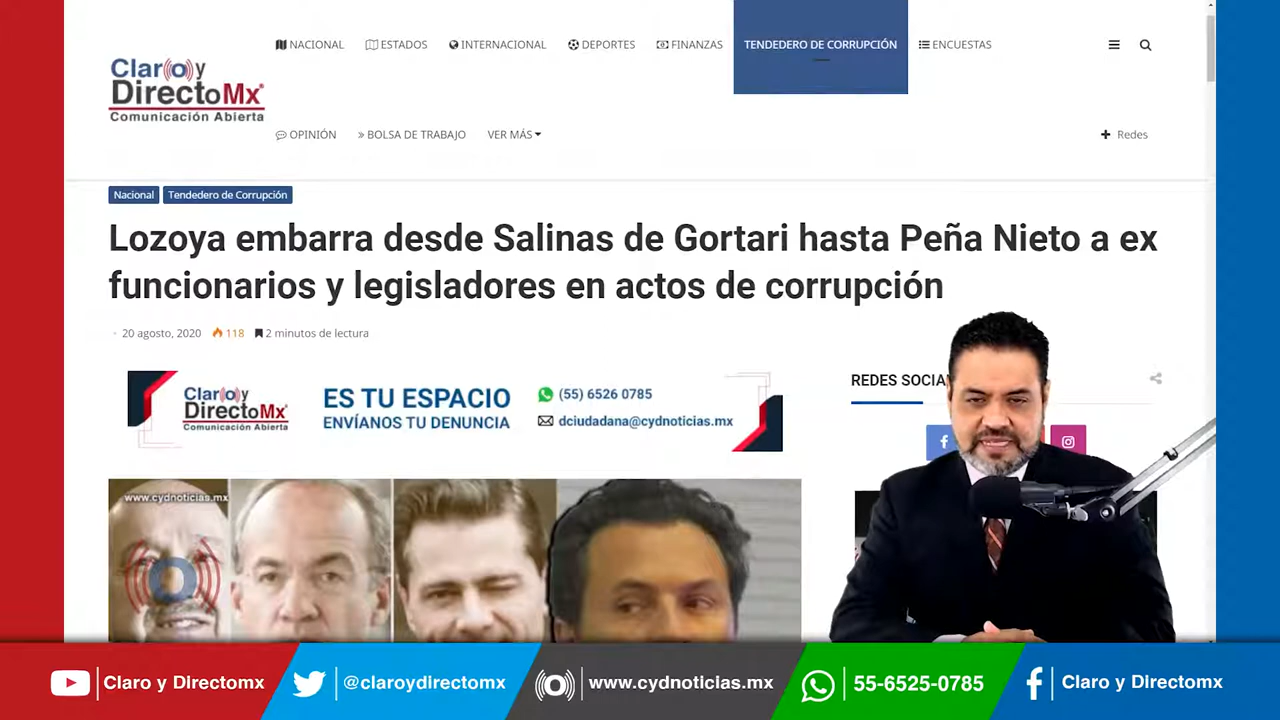 NACIONAL
ESTADOS
INTERNACIONAL
DEPORTES
FINANZAS
TENDEDERO DE CORRUPCIÓN
ENCUESTAS
Claro y
DirectoMx
Comunicación Abierta
OPINIÓN
» BOLSA DE TRABAJO
VER MÁS
+ Redes
Nacional
Tendedero de Corrupción
Lozoya embarra desde Salinas de Gortari hasta Peña Nieto a ex
funcionarios y legisladores en actos de corrupción
20 agosto, 2020
118
2 minutos de lectura
Claro y
DirectoMx
Comunicación Abierta
ES TU ESPACIO
ENVÍANOS TU DENUNCIA
(55) 6526 0785
dciudadana@cydnoticias.mx
REDES SOCIA
www.cydnoticias.mx
Claro y Directomx
@claroydirectomx
www.cydnoticias.mx
55-6525-0785
Claro y Directomx